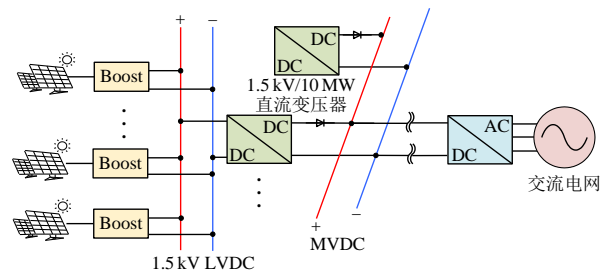 + −
DC
DC
Boost
1.5 kV/10 MW
直流变压器
DC
DC
AC
DC
Boost
交流电网
Boost
+ −
MVDC
1.5 kV LVDC